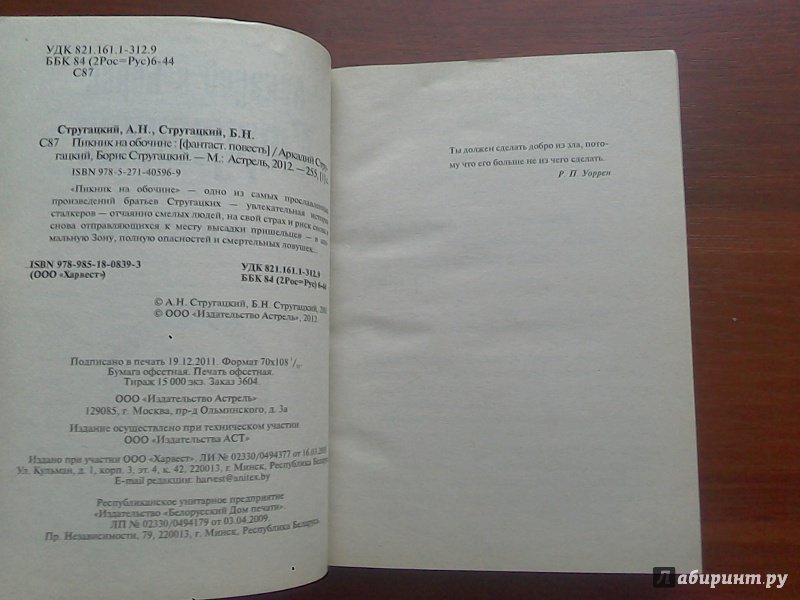 УДК 821.161.1-312.9
ББК 84 (2Рос=Рус)6-44
С87
Стругацкий, А.Н., Стругацкий, Б.Н.
С87 Пикник на обочине : [фантаст. повесть] / Аркадий Стру-
гацкий, Борис Стругацкий. — М.: Астрель, 2012. — 255, [1] с.
ISBN 978-5-271-40596-9
«Пикник на обочине» — одно из самых прославленных
произведений братьев Стругацких — увлекательная история
сталкеров — отчаянно смелых людей, на свой страх и риск снова и
снова отправляющихся к месту высадки пришельцев — в ано-
мальную Зону, полную опасностей и смертельных ловушек...
ISBN 978-985-18-0839-3
(ООО «Харвест»)
УДК 821.161.1-312.9
ББК 84 (2Рос=Рус) 6-44
© А.Н. Стругацкий, Б.Н. Стругацкий,
© ООО «Издательство Астрель», 2012.
Подписано в печать 19.12.2011. Формат 70х108 1/
Бумага офсетная. Печать офсетная.
Тираж 15 000 экз. Заказ 3604.
ООО «Издательство Астрель»
129085, г. Москва, пр-д Ольминского, д. 3а
Издание осуществлено при техническом участии
ООО «Издательства АСТ»
Издано при участии ООО «Харвест». ЛИ № 02330/0494377 от 16.03.
Ул. Кульман, д. 1, корп. 3, эт. 4, к. 42, 220013, г. Минск, Республика Беларусь.
E-mail редакции: harvest@anitex.by
Республиканское унитарное предприятие
«Издательство «Белорусский Дом печати».
ЛП № 02330/0494179 от 03.04.2009.
Пр. Независимости, 79, 220013, г. Минск, Республика Беларусь.
Ты должен сделать добро из зла, пото-
му что его больше не из чего сделать.
Р. П. Уоррен
Лабиринт.ру